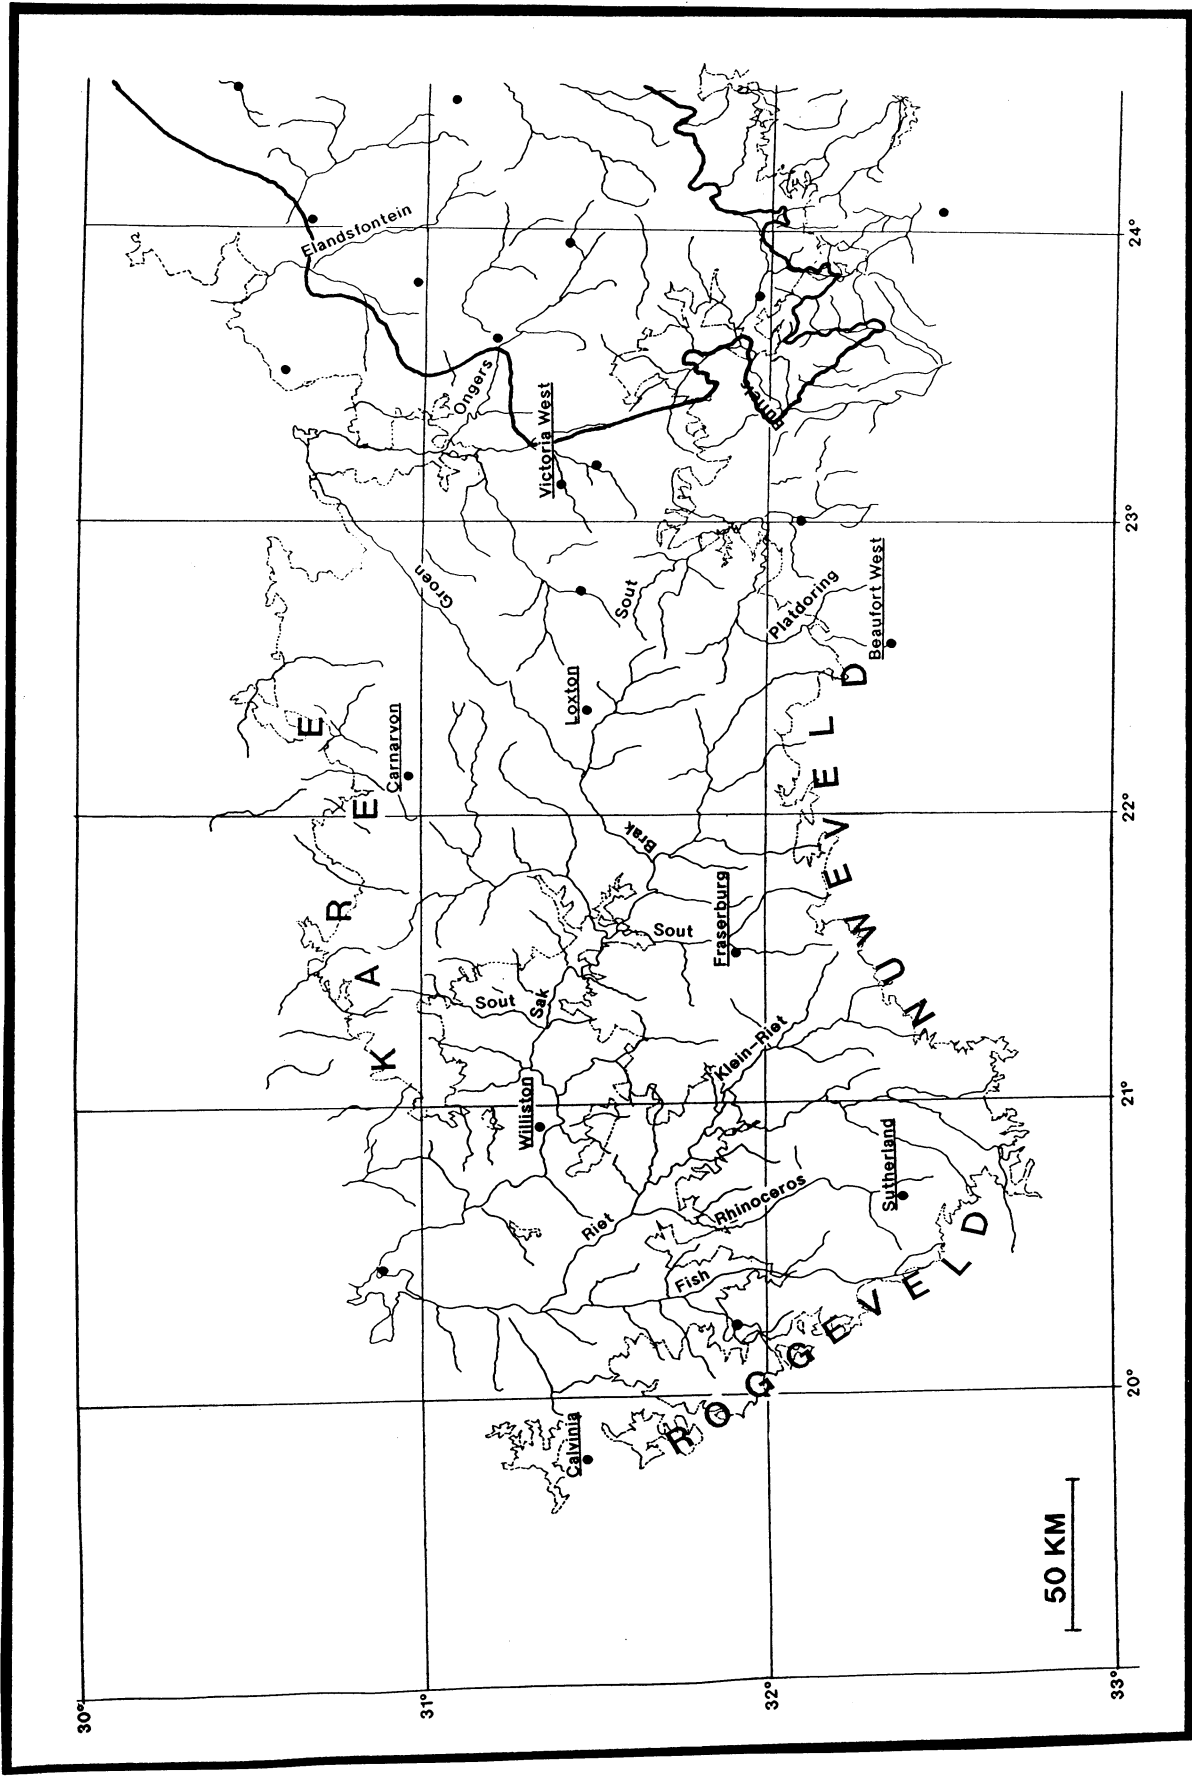 30°
31°
32°
33°
20°
21°
22°
23°
24°
KAREE
ROGGEVELD
NUWEVELD
Elandsfontein
Ongers
Victoria West
Groen
Sout
Platdoring
Beaufort West
Loxton
Carnarvon
Brak
Fraserburg
Sout
Sout
Sak
Klein-Riet
Williston
Sutherland
Rhinoceros
Riet
Fish
Calvinia
50 KM